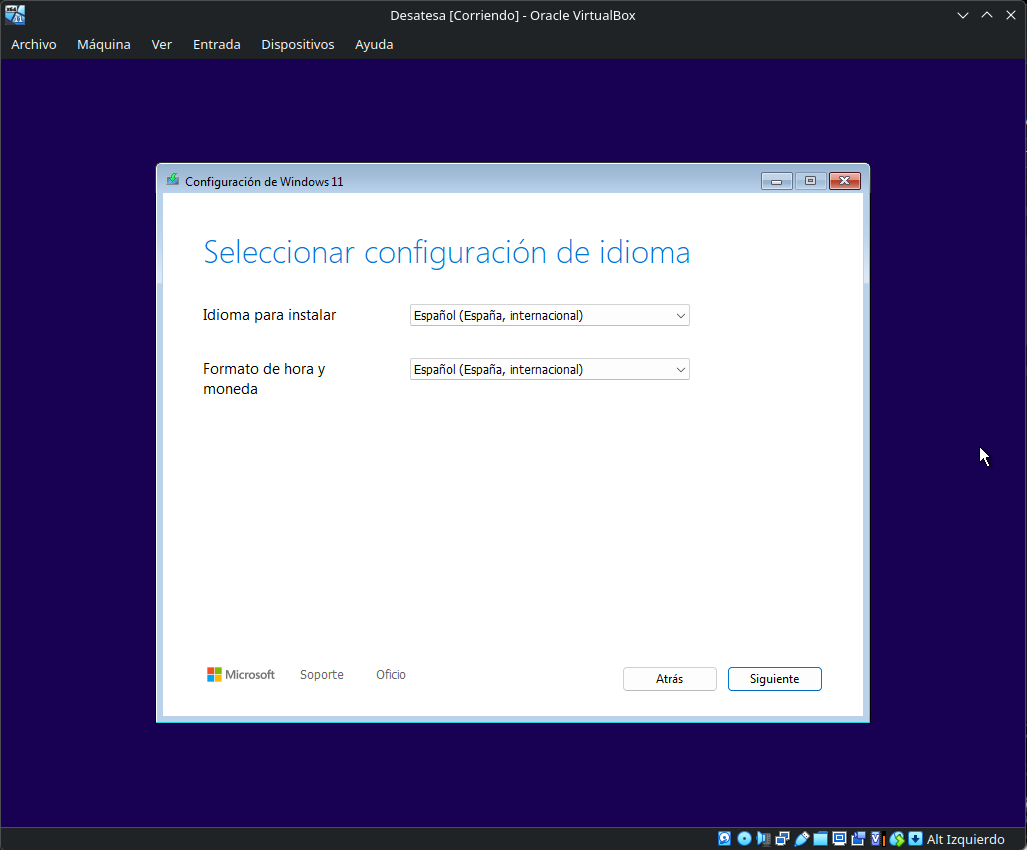 Desatesa [Corriendo] - Oracle VirtualBox
Archivo Máquina Ver Entrada Dispositivos Ayuda
Configuración de Windows 11
Seleccionar configuración de idioma
Idioma para instalar
Español (España, internacional)
Formato de hora y
moneda
Español (España, internacional)
Microsoft Soporte Oficio
Atrás Siguiente
Alt Izquierdo